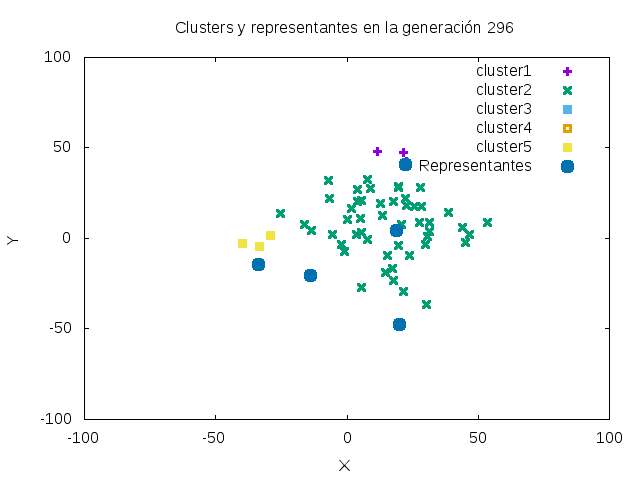 Clusters y representantes en la generación 296
100
cluster1
cluster2
cluster3
cluster4
cluster5
Representantes
50
0
-50
-100
Y
-100
-50
0
50
100
X